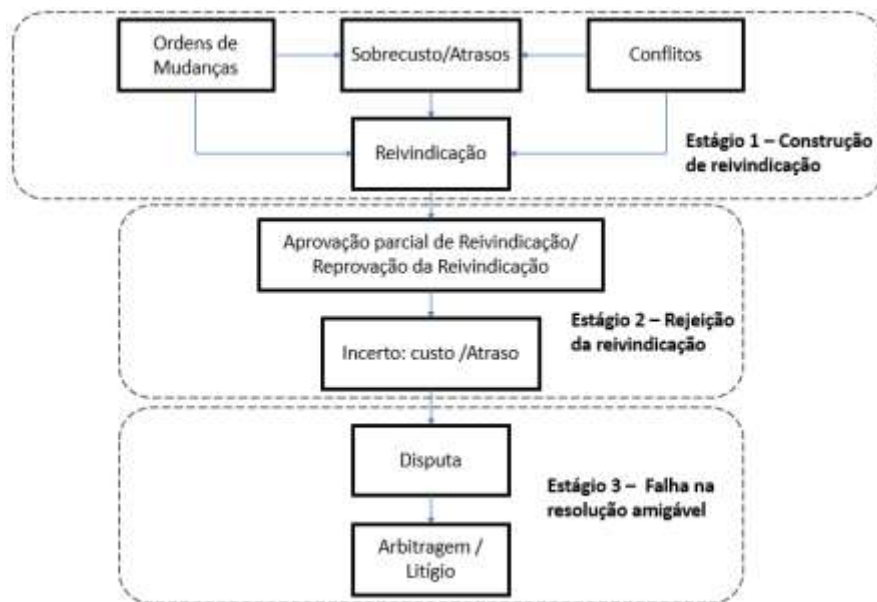 Ordens de
Mudanças
Sobrecusto/Atrasos
Conflitos
Reivindicação
Estágio 1 – Construção
de reivindicação
Aprovação parcial de Reivindicação/
Reprovação da Reivindicação
Estágio 2 – Rejeição
da reivindicação
Incerto: custo /Atraso
Disputa
Estágio 3 – Falha na
resolução amigável
Arbitragem /
Litígio